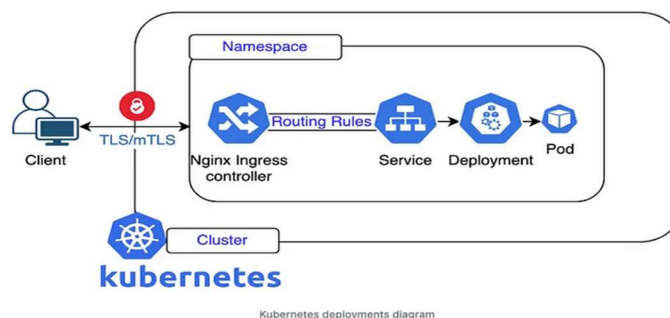 Namespace
Routing Rules
TLS/mTLS
Client
Nginx Ingress
controller
Service
Deployment
Pod
Cluster
kubernetes
Kubernetes deployments diagram